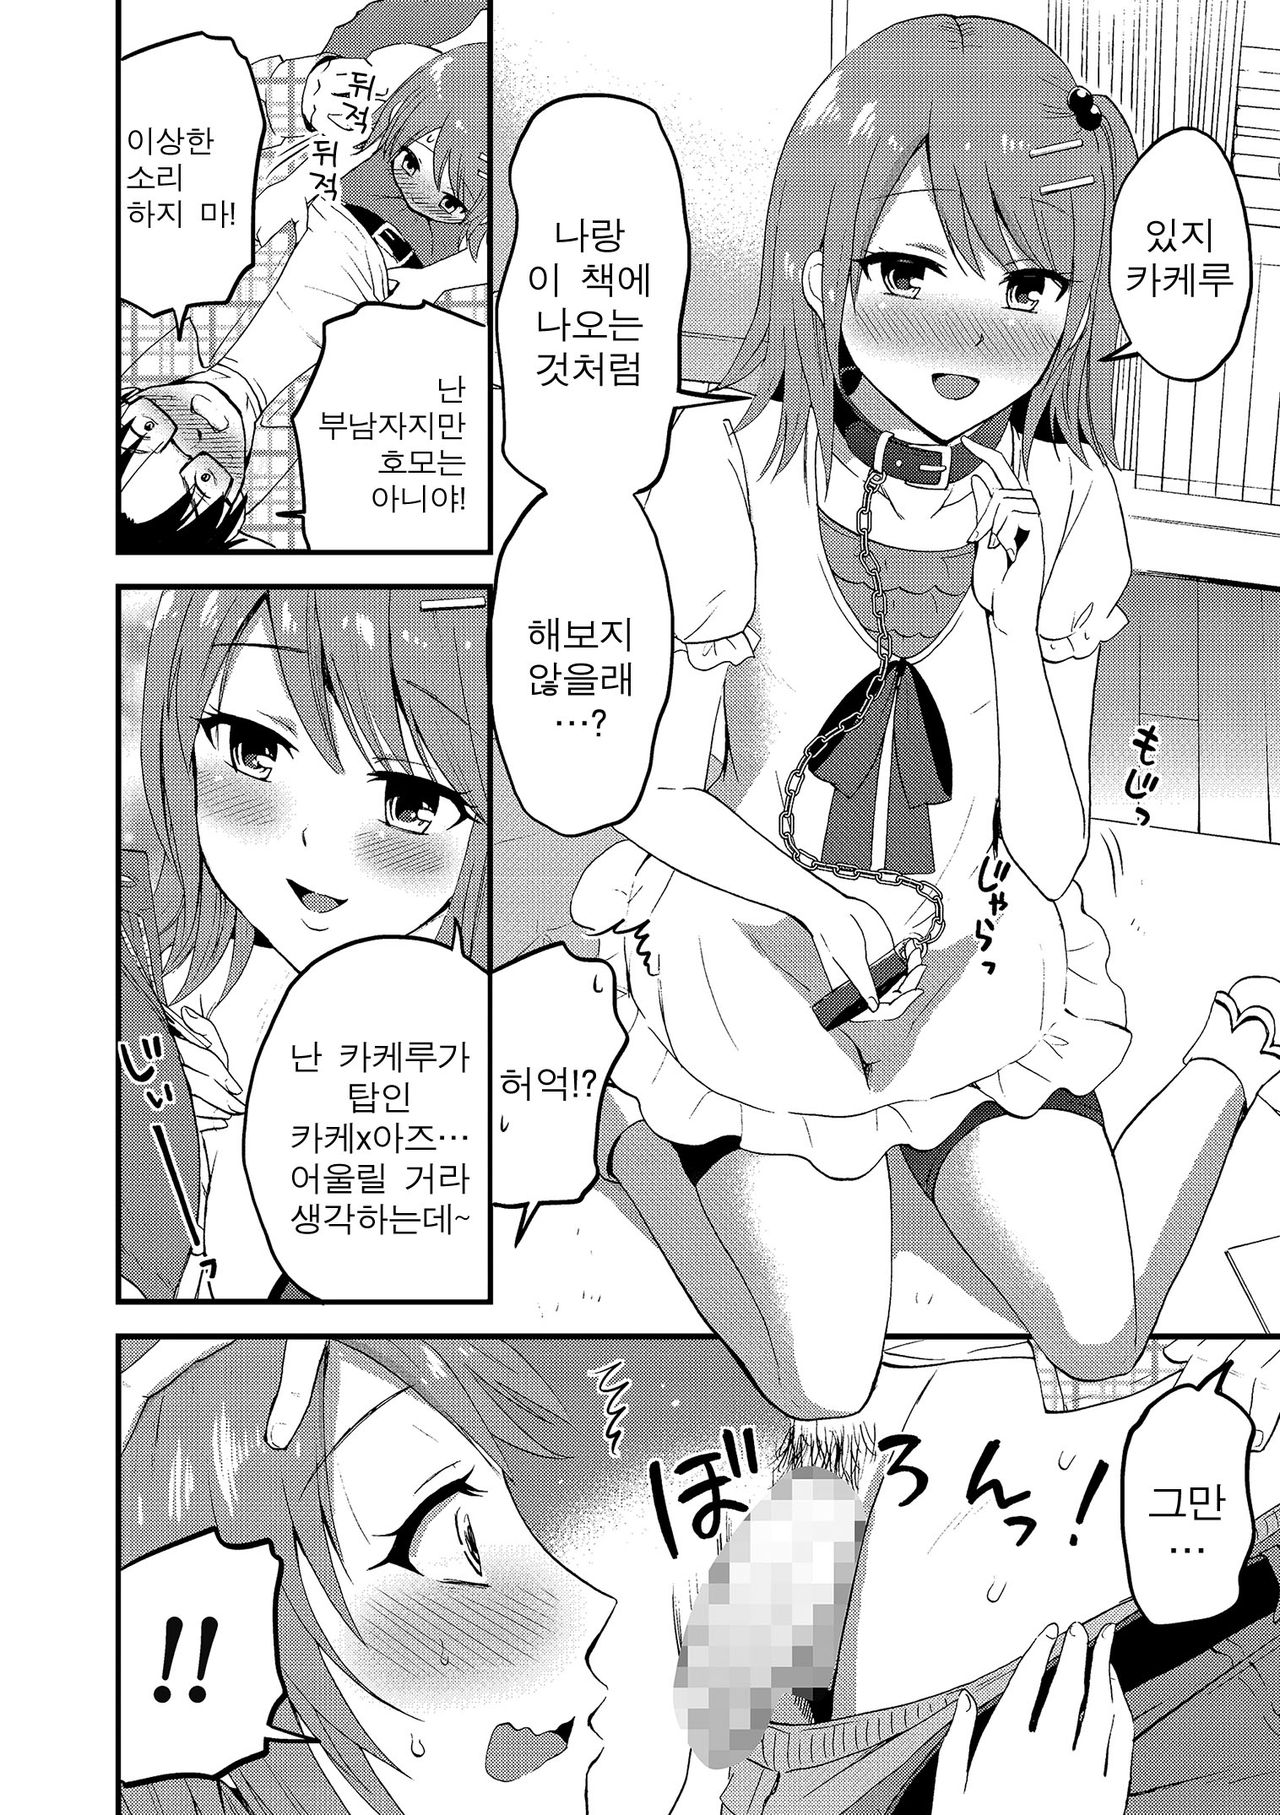 있지
카케루
나랑
이 책에
나오는
것처럼
해보지
않을래
…?
もじっ
じゃらっ
이상한
소리
하지 마!
뒤
적
뒤
적
난
부남자지만
호모는
아니야!
허억!?
난 카케루가
탑인
카케x아즈…
어울릴 거라
생각하는데~
じぃーっ
그만
…
ぼろんっ！
!!